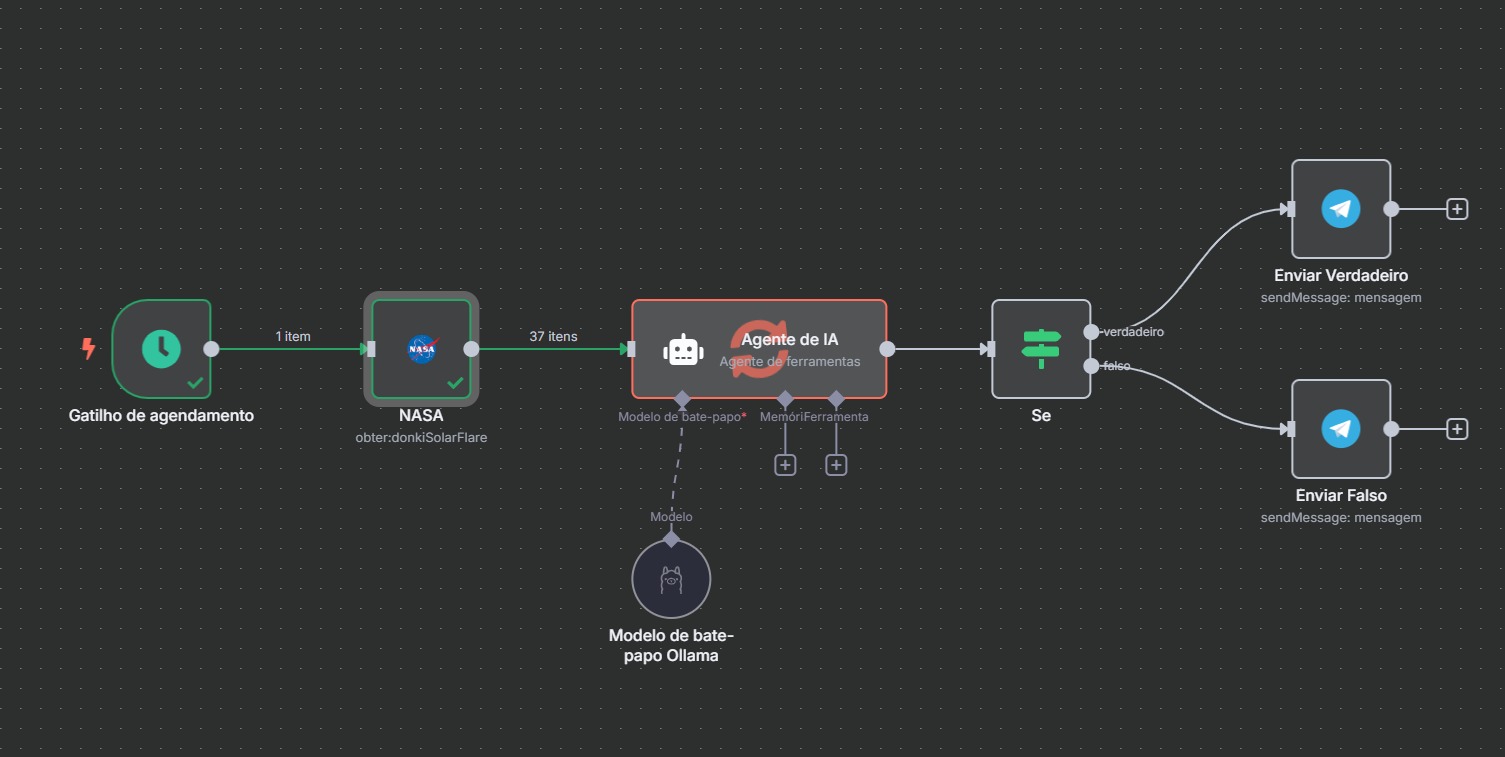 Enviar Verdadeiro
sendMessage: mensagem
1 item
37 itens
NASA
Agente de IA
Agente de ferramentas
verdadeiro
falso
Gatilho de agendamento
NASA
obter:donkiSolarFlare
Modelo de bate-papo*
Memóri
Ferramenta
Se
Enviar Falso
sendMessage: mensagem
Modelo
Modelo de bate-
papo Ollama